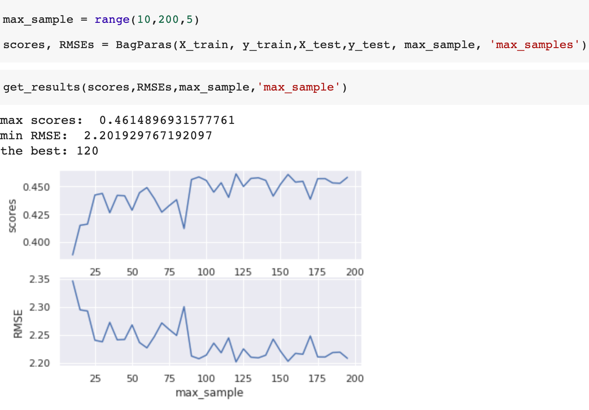 max_sample = range(10,200,5)
scores, RMSEs = BagParas(X_train, y_train,X_test,y_test, max_sample, 'max_samples')
get_results(scores,RMSEs,max_sample,'max_sample')
max scores:  0.4614896931577761
min RMSE:  2.201929767192097
the best: 120
0.450
0.425
0.400
scores
25 50 75 100 125 150 175 200
2.35
2.30
2.25
2.20
RMSE
25 50 75 100 125 150 175 200
max_sample